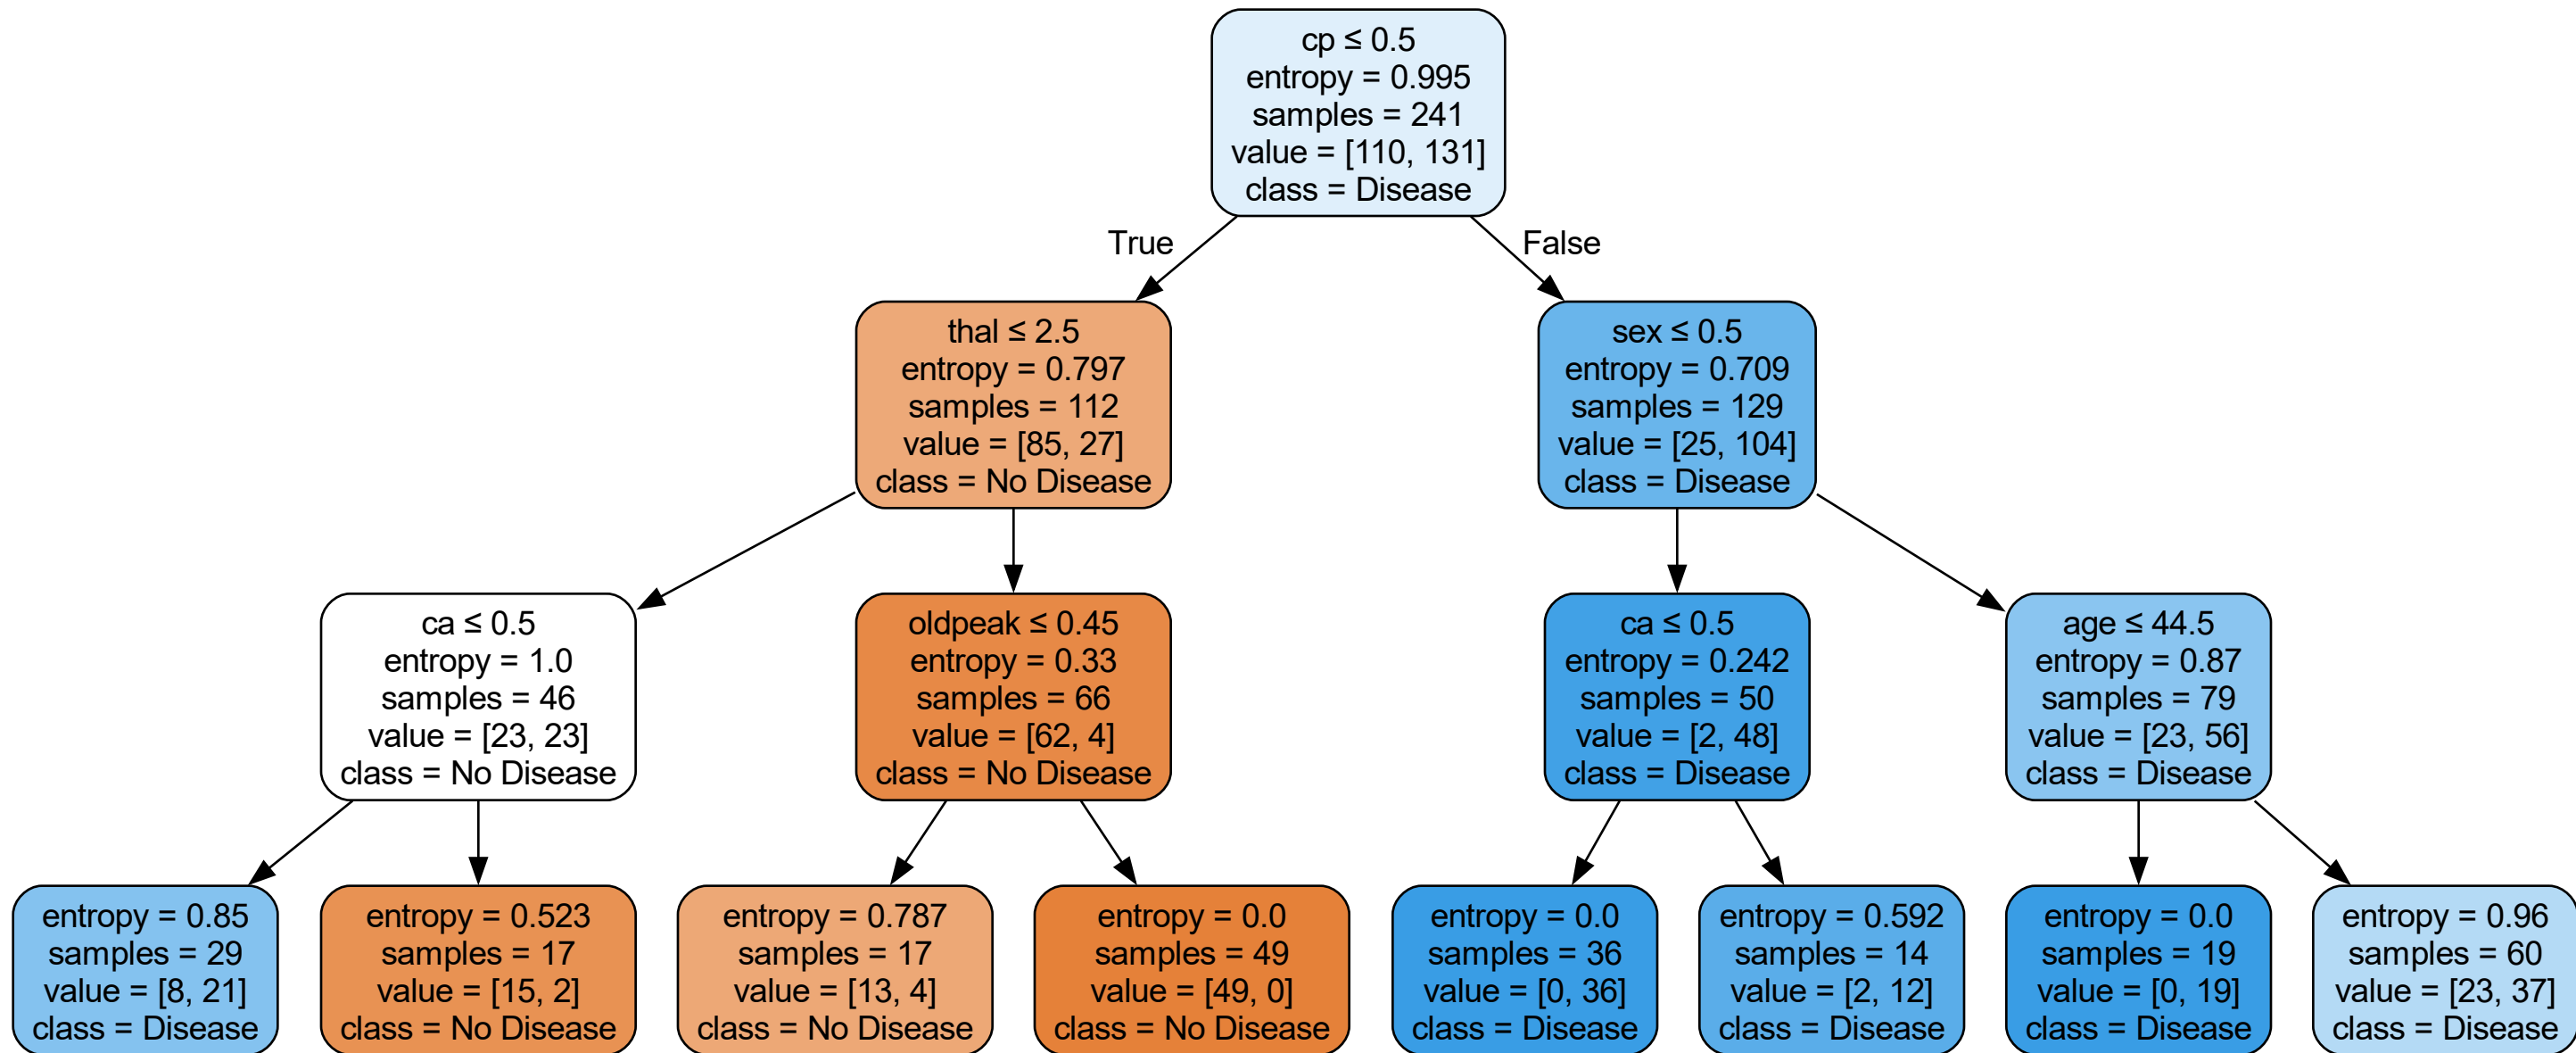 cp ≤ 0.5
entropy = 0.995
samples = 241
value = [110, 131]
class = Disease
True
False
thal ≤ 2.5
entropy = 0.797
samples = 112
value = [85, 27]
class = No Disease
sex ≤ 0.5
entropy = 0.709
samples = 129
value = [25, 104]
class = Disease
ca ≤ 0.5
entropy = 1.0
samples = 46
value = [23, 23]
class = No Disease
oldpeak ≤ 0.45
entropy = 0.33
samples = 66
value = [62, 4]
class = No Disease
ca ≤ 0.5
entropy = 0.242
samples = 50
value = [2, 48]
class = Disease
age ≤ 44.5
entropy = 0.87
samples = 79
value = [23, 56]
class = Disease
entropy = 0.85
samples = 29
value = [8, 21]
class = Disease
entropy = 0.523
samples = 17
value = [15, 2]
class = No Disease
entropy = 0.787
samples = 17
value = [13, 4]
class = No Disease
entropy = 0.0
samples = 49
value = [49, 0]
class = No Disease
entropy = 0.0
samples = 36
value = [0, 36]
class = Disease
entropy = 0.592
samples = 14
value = [2, 12]
class = Disease
entropy = 0.0
samples = 19
value = [0, 19]
class = Disease
entropy = 0.96
samples = 60
value = [23, 37]
class = Disease